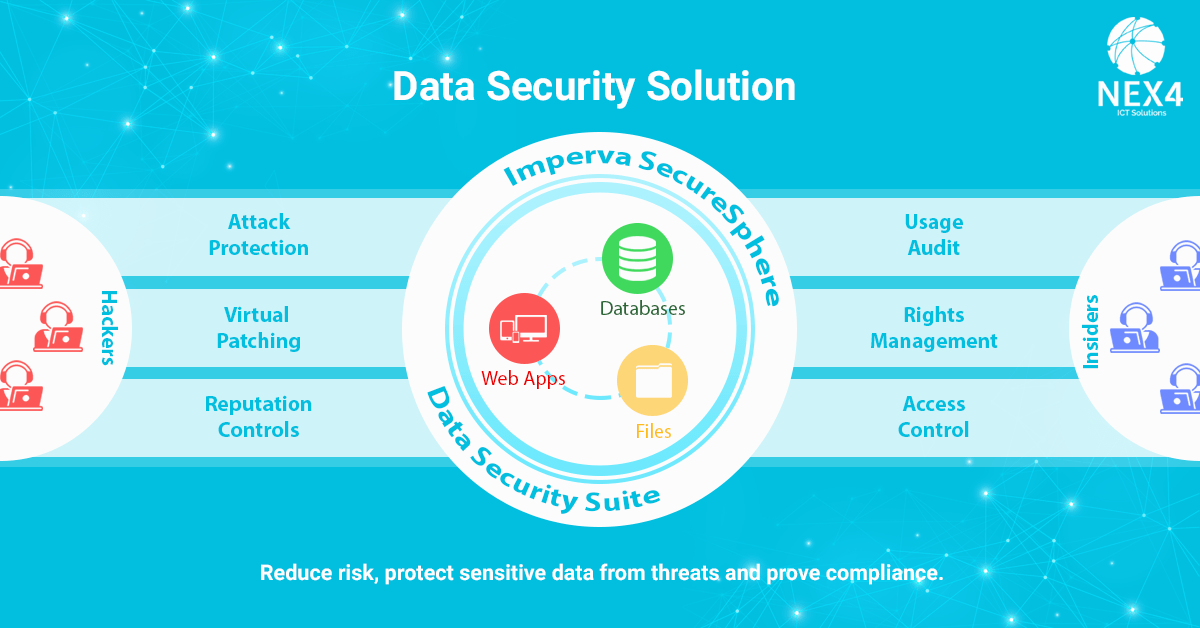 NEX4
ICT Solutions
Data Security Solution
Imperva SecureSphere
Data Security Suite
Hackers
Attack
Protection
Virtual
Patching
Reputation
Controls
Databases
Web Apps
Files
Usage
Audit
Rights
Management
Access
Control
Insiders
Reduce risk, protect sensitive data from threats and prove compliance.